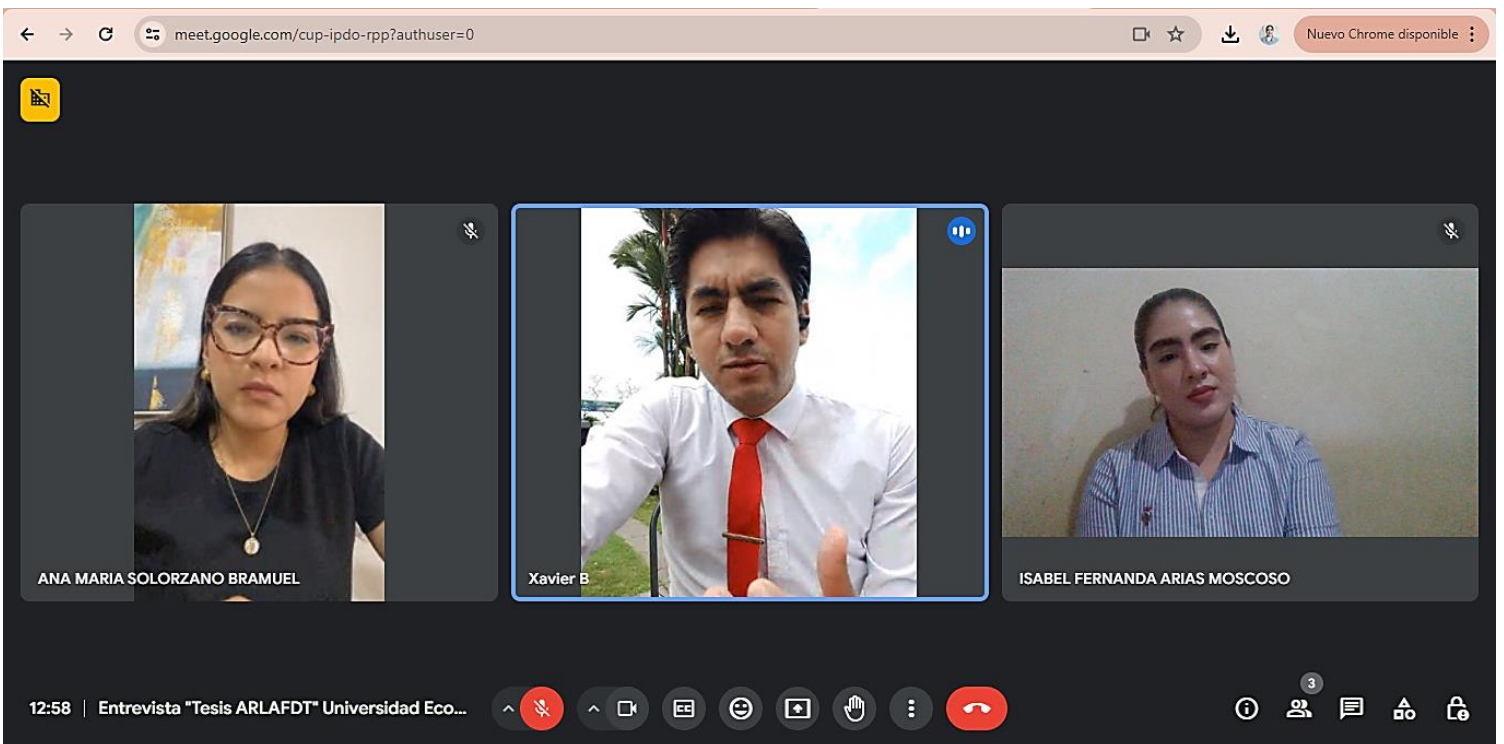 meet.google.com/cup-ipdo-rpp?authuser=0
Nuevo Chrome disponible
ANA MARIA SOLORZANO BRAMUEL
Xavier B
ISABEL FERNANDA ARIAS MOSCOSO
3
12:58 | Entrevista "Tesis ARLAFDT" Universidad Eco...
CC